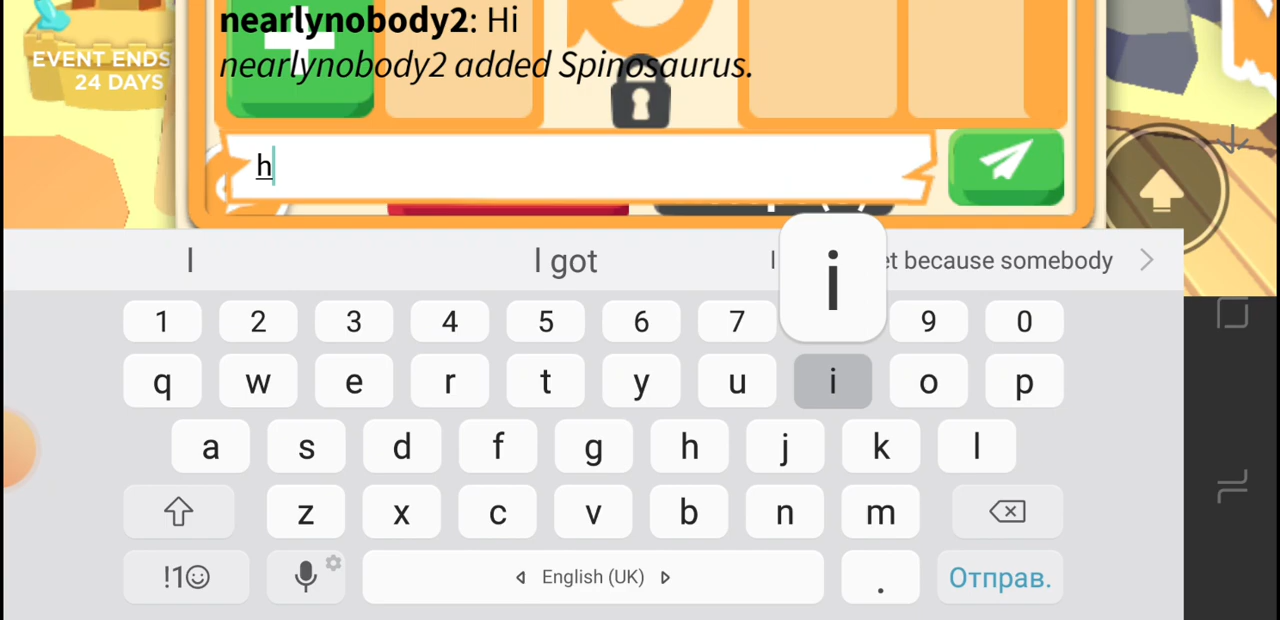 nearlynobody2: Hi
nearlynobody2 added Spinosaurus.
EVENT ENDS
24 DAYS
h
I
I got
I
because somebody
i
1 2 3 4 5 6 7 9 0
q w e r t y u i o p
a s d f g h j k l
z x c v b n m
!1☺ English (UK) . Отправ.